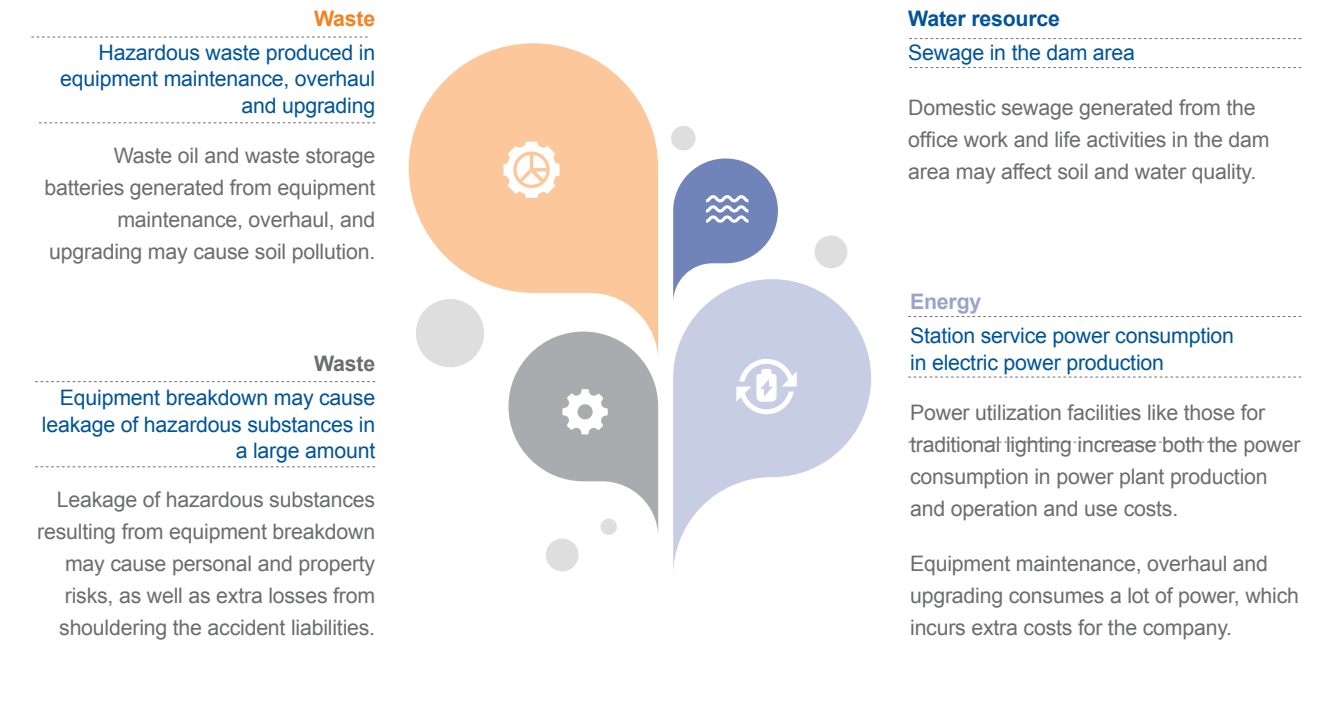 Waste
Hazardous waste produced in
equipment maintenance, overhaul
and upgrading
Waste oil and waste storage
batteries generated from equipment
maintenance, overhaul, and
upgrading may cause soil pollution.
Waste
Equipment breakdown may cause
leakage of hazardous substances in
a large amount
Leakage of hazardous substances
resulting from equipment breakdown
may cause personal and property
risks, as well as extra losses from
shouldering the accident liabilities.
Water resource
Sewage in the dam area
Domestic sewage generated from the
office work and life activities in the dam
area may affect soil and water quality.
Energy
Station service power consumption
in electric power production
Power utilization facilities like those for
traditional lighting increase both the power
consumption in power plant production
and operation and use costs.
Equipment maintenance, overhaul and
upgrading consumes a lot of power, which
incurs extra costs for the company.